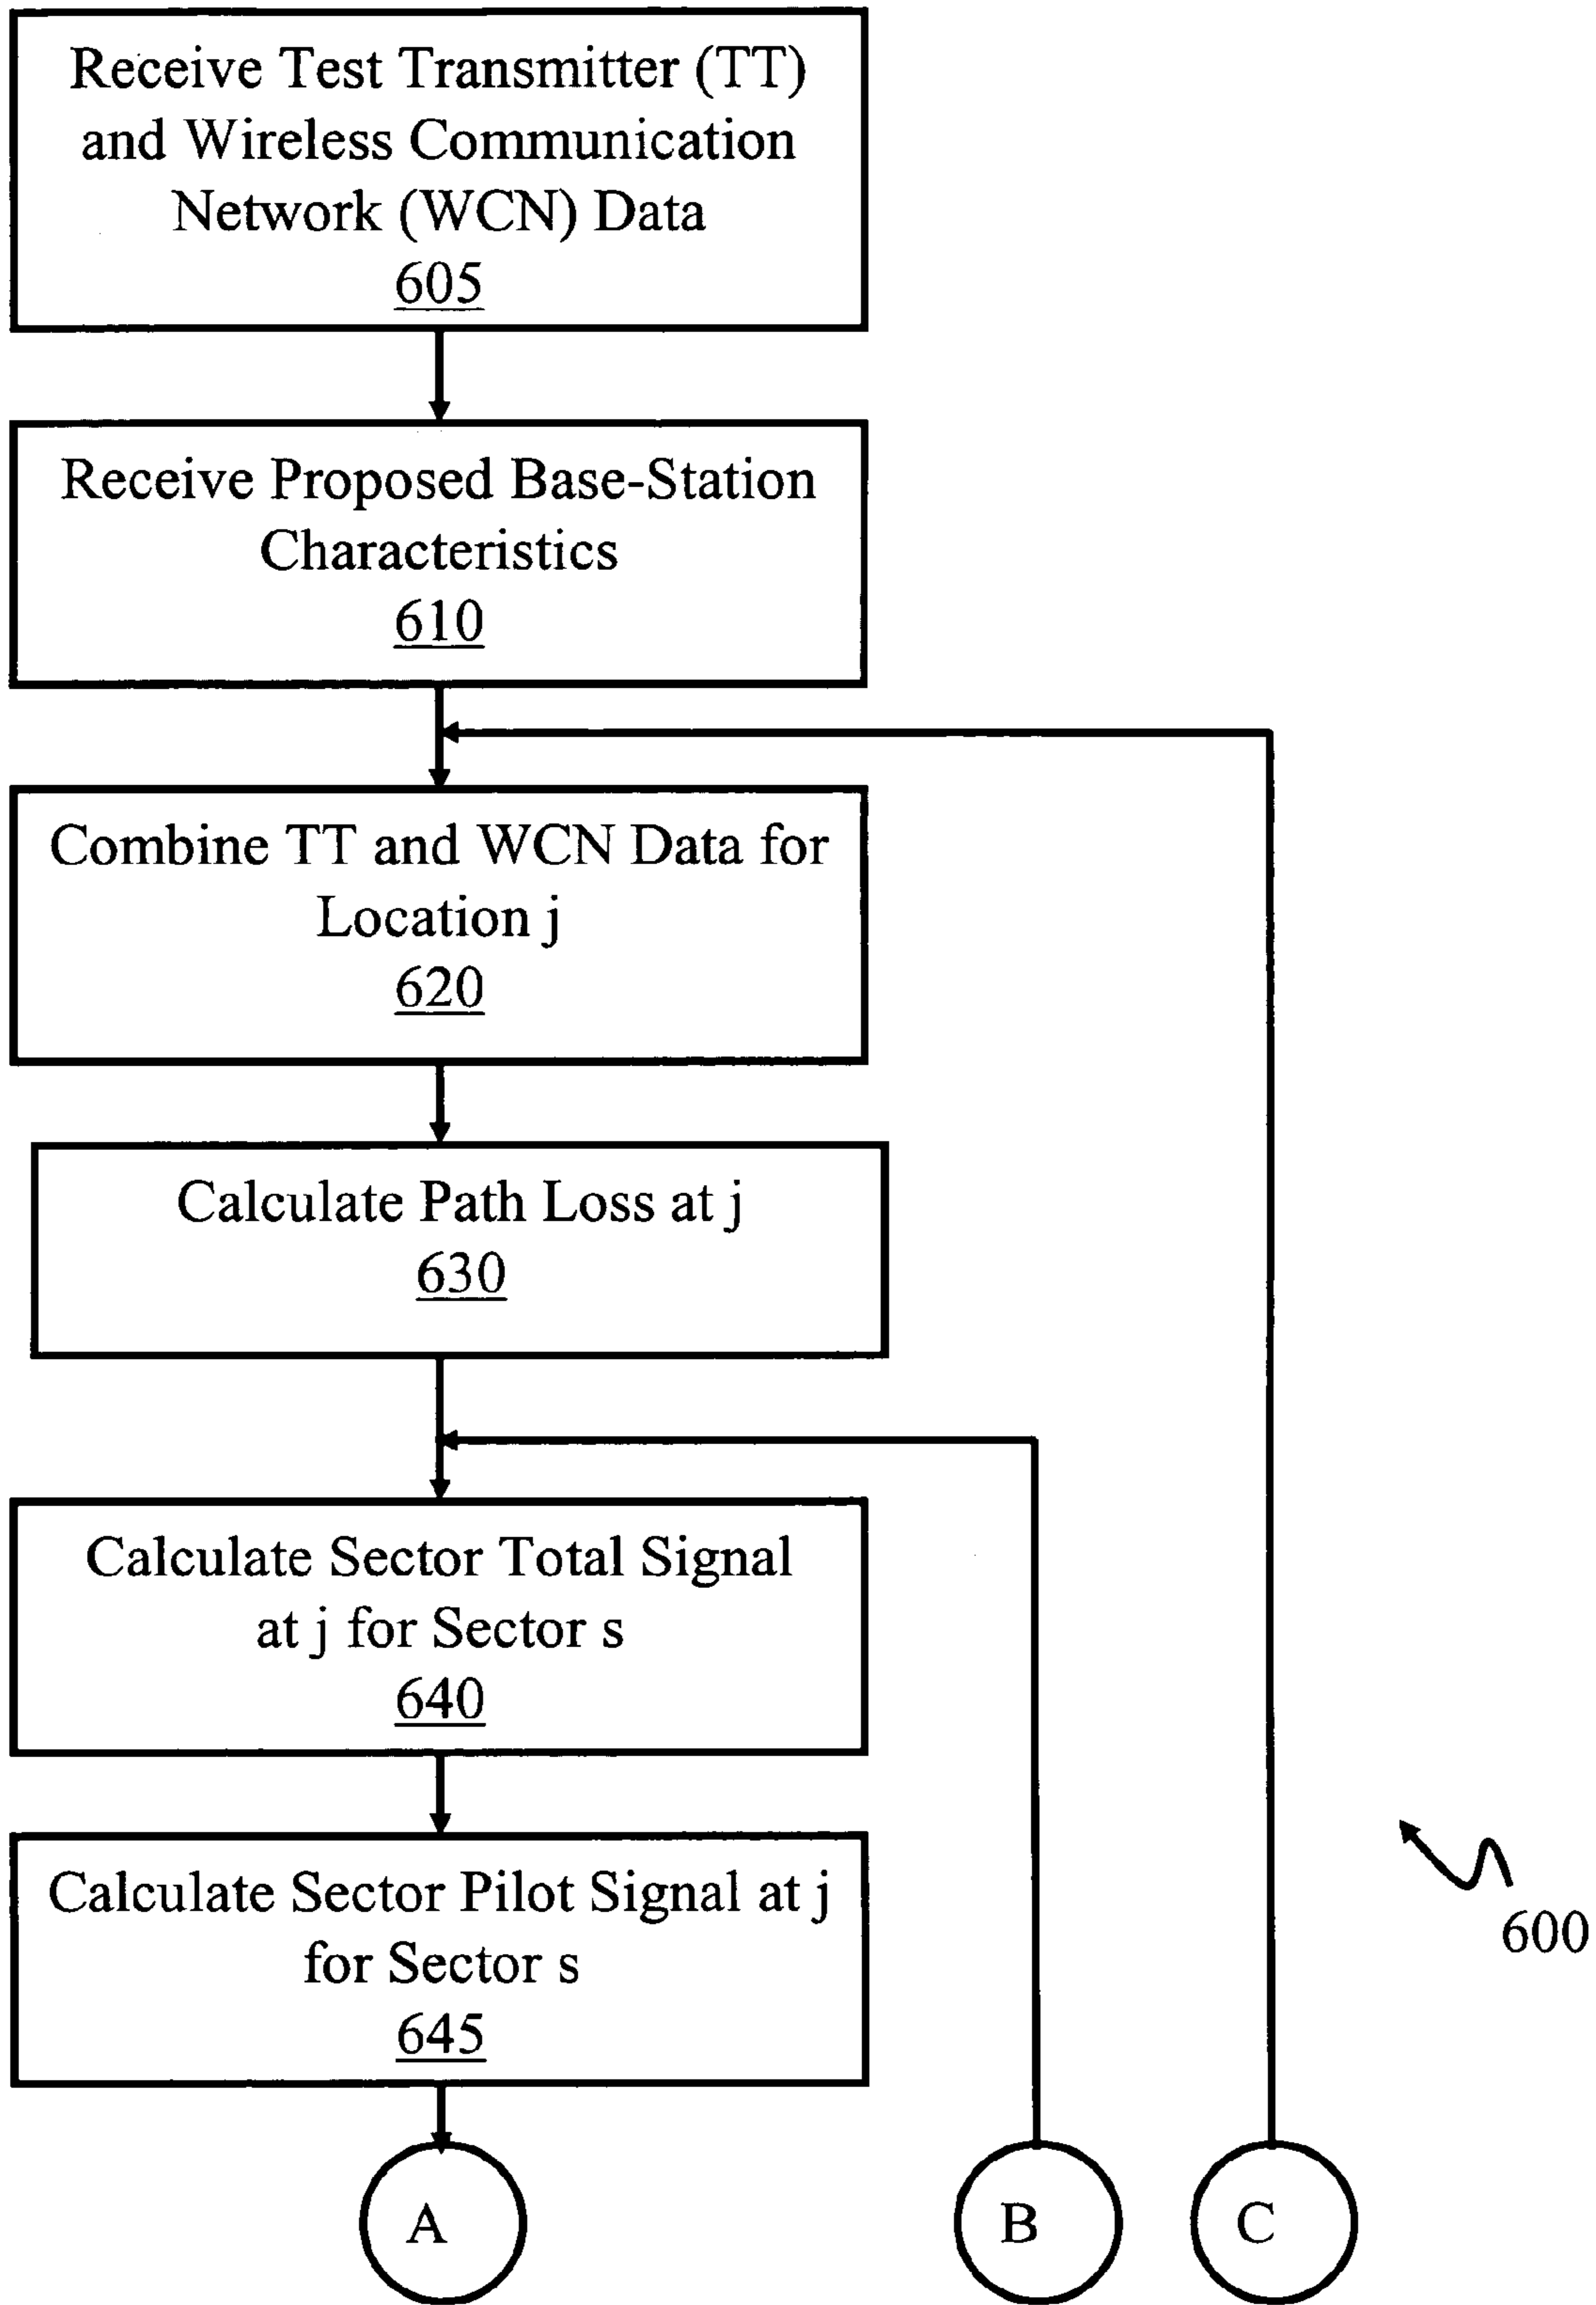 Receive Test Transmitter (TT)
and Wireless Communication
Network (WCN) Data
605
Receive Proposed Base-Station
Characteristics
610
Combine TT and WCN Data for
Location j
620
Calculate Path Loss at j
630
Calculate Sector Total Signal
at j for Sector s
640
Calculate Sector Pilot Signal at j
for Sector s
645
600
A
B
C